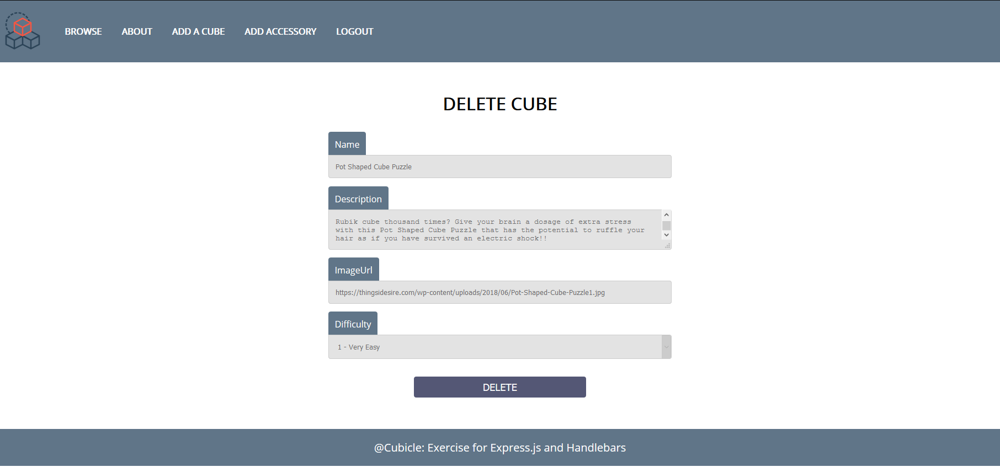 BROWSE ABOUT ADD A CUBE ADD ACCESSORY LOGOUT
DELETE CUBE
Name
Pot Shaped Cube Puzzle
Description
Rubik cube thousand times? Give your brain a dosage of extra stress
with this Pot Shaped Cube Puzzle that has the potential to ruffle your
hair as if you have survived an electric shock!!
ImageUrl
https://thingsidesire.com/wp-content/uploads/2018/06/Pot-Shaped-Cube-Puzzle1.jpg
Difficulty
1 - Very Easy
DELETE
@Cubicle: Exercise for Express.js and Handlebars